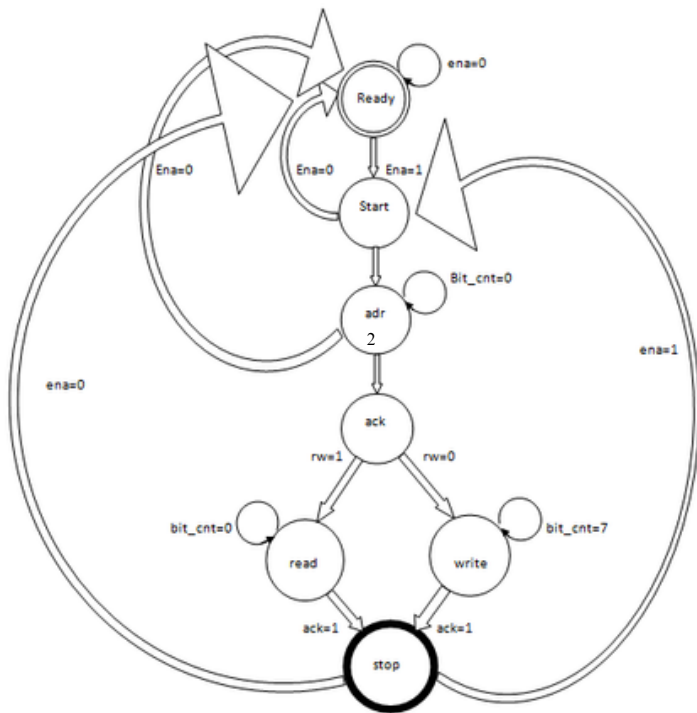 ena=0
Ready
Ena=0
Ena=0
Ena=1
Start
Bit_cnt=0
adr
2
ena=1
ena=0
ack
rw=1
rw=0
bit_cnt=0
bit_cnt=7
read
write
ack=1
ack=1
stop